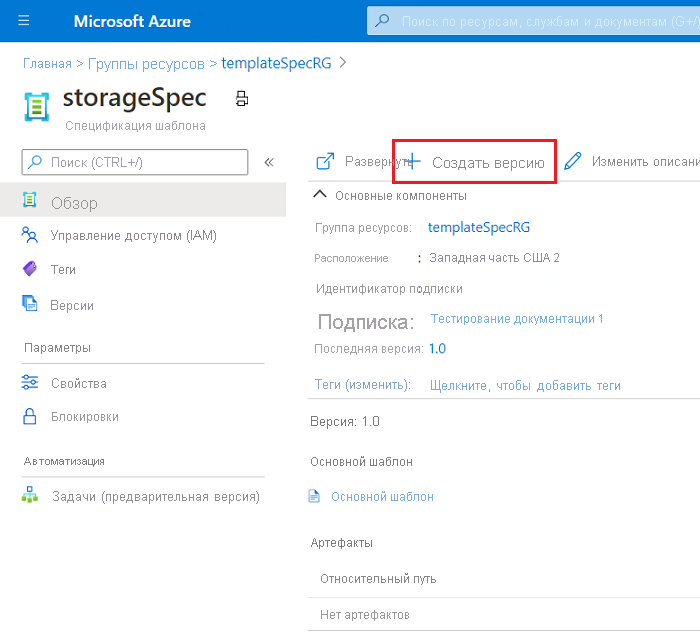 Microsoft Azure
Поиск по ресурсам, службам и документам (G+/)
Главная > Группы ресурсов > templateSpecRG >
storageSpec
Спецификация шаблона
Поиск (CTRL+/)
«
Развернуть
+ Создать версию
Изменить описани
Обзор
Управление доступом (IAM)
Теги
Версии
Параметры
Свойства
Блокировки
Автоматизация
Задачи (предварительная версия)
Основные компоненты
Группа ресурсов: templateSpecRG
Расположение : Западная часть США 2
Идентификатор подписки
Подписка: Тестирование документации 1
Последняя версия: 1.0
Теги (изменить): Щелкните, чтобы добавить теги
Версия: 1.0
Основной шаблон
Основной шаблон
Артефакты
Относительный путь
Нет артефактов